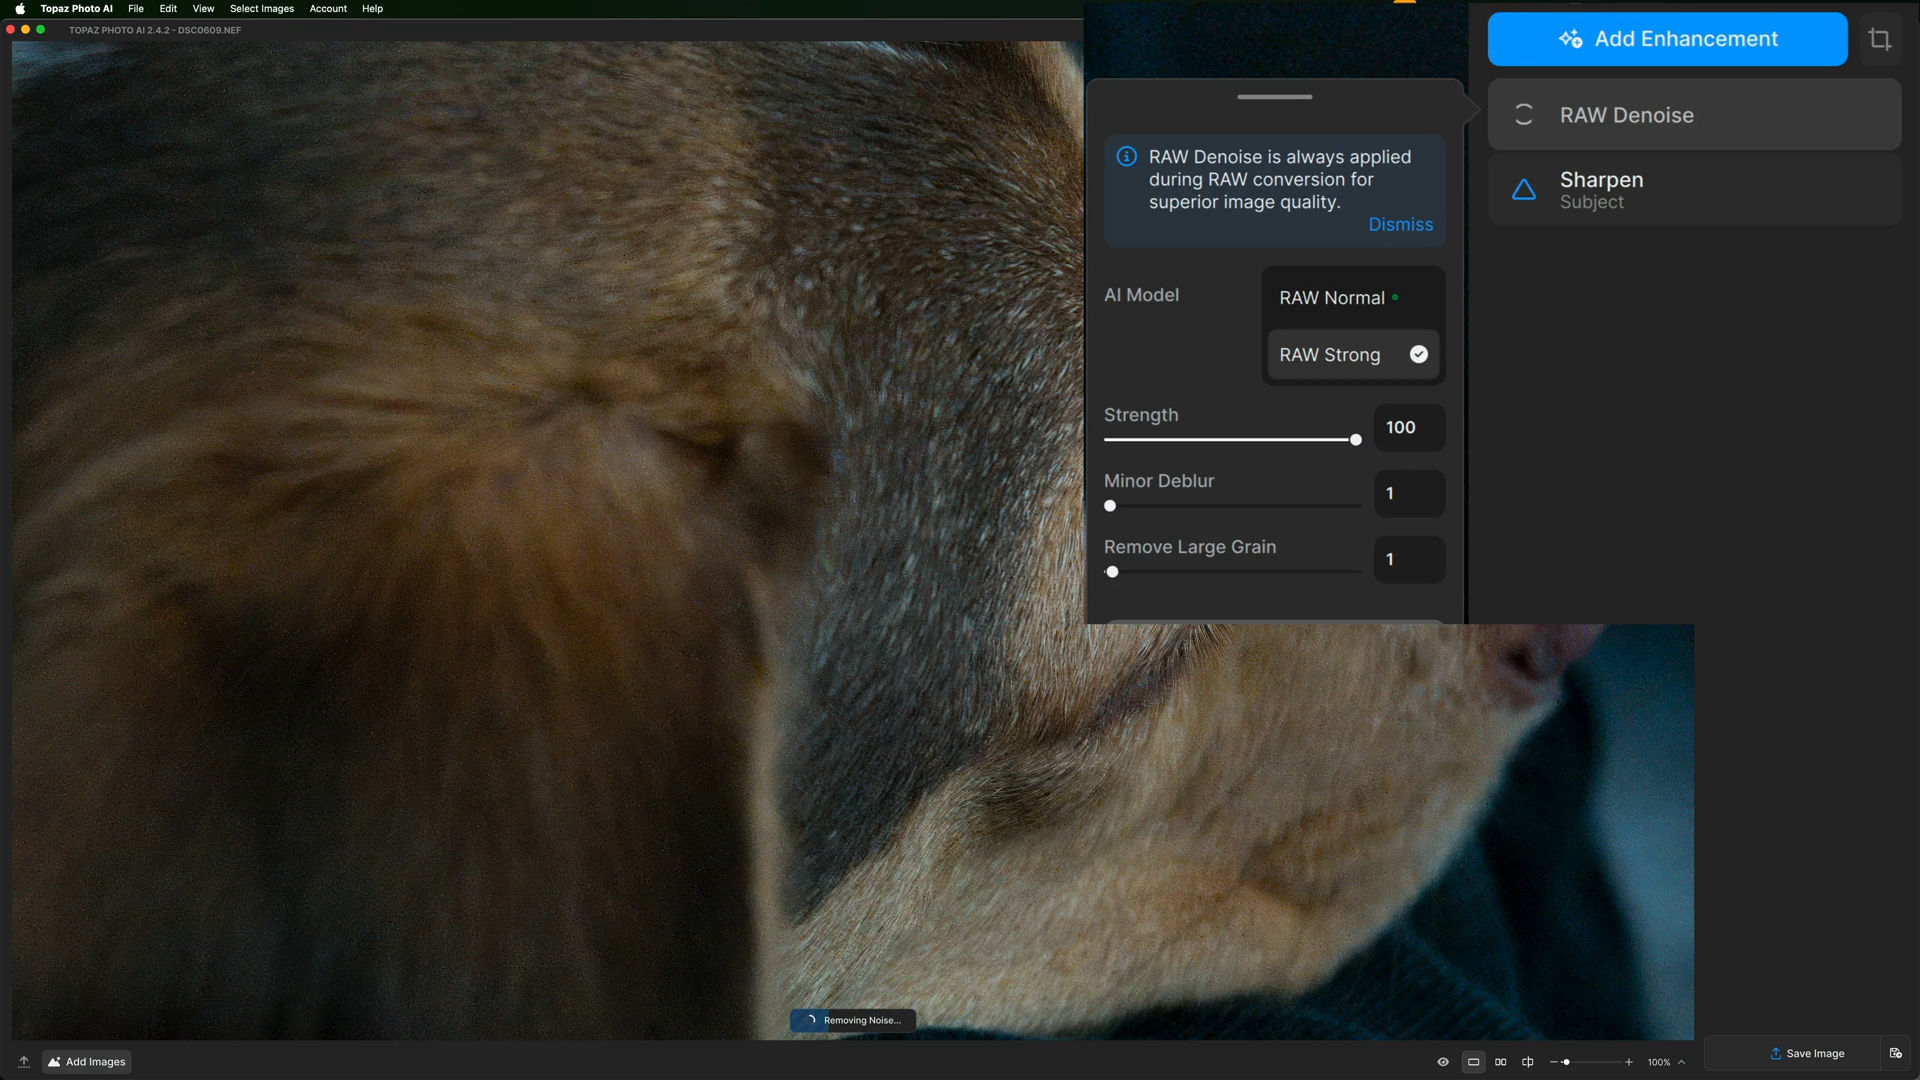 Topaz Photo AI File Edit View Select Images Account Help
TOPAZ PHOTO AI 2.4.2 - DSC0609.NEF
Add Enhancement
RAW Denoise
Sharpen
Subject
RAW Denoise is always applied
during RAW conversion for
superior image quality.
Dismiss
AI Model
RAW Normal
RAW Strong
Strength
100
Minor Deblur
1
Remove Large Grain
1
Removing Noise...
Add Images
100%
Save Image